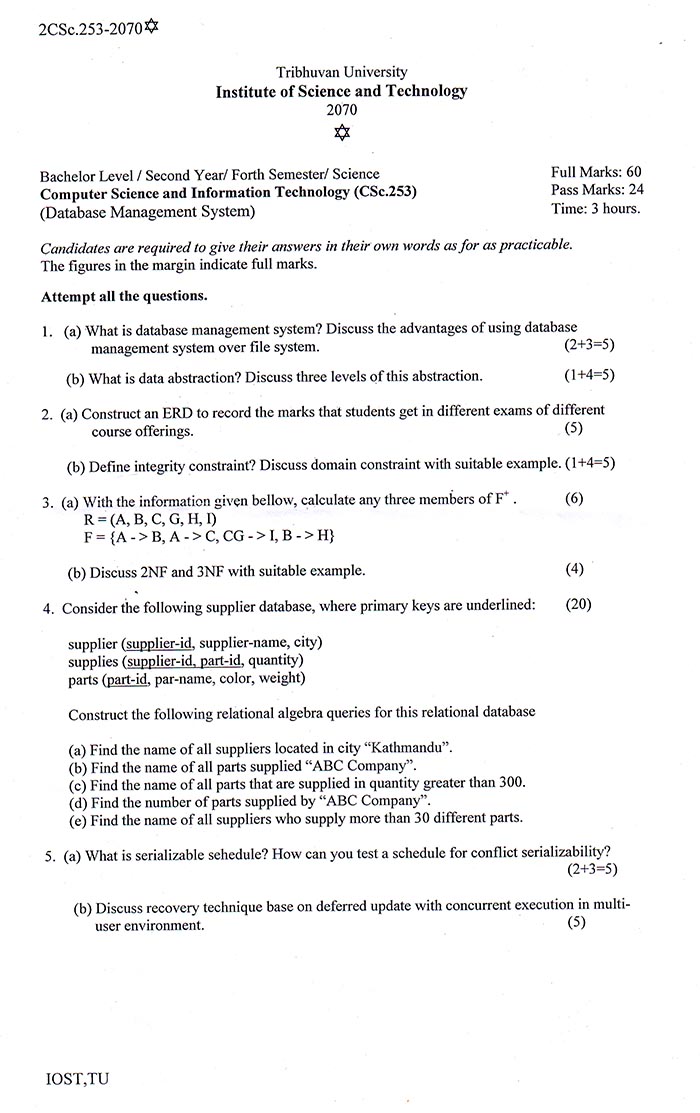 2CSc.253-2070✡
Tribhuvan University
Institute of Science and Technology
2070
✡
Bachelor Level / Second Year/ Forth Semester/ Science
Full Marks: 60
Computer Science and Information Technology (CSc.253)
Pass Marks: 24
(Database Management System)
Time: 3 hours.
Candidates are required to give their answers in their own words as for as practicable.
The figures in the margin indicate full marks.
Attempt all the questions.
1. (a) What is database management system? Discuss the advantages of using database
management system over file system. (2+3=5)
(b) What is data abstraction? Discuss three levels of this abstraction. (1+4=5)
2. (a) Construct an ERD to record the marks that students get in different exams of different
course offerings. (5)
(b) Define integrity constraint? Discuss domain constraint with suitable example. (1+4=5)
3. (a) With the information given bellow, calculate any three members of F⁺ . (6)
R = (A, B, C, G, H, I)
F = {A - > B, A - > C, CG - > I, B - > H}
(b) Discuss 2NF and 3NF with suitable example. (4)
4. Consider the following supplier database, where primary keys are underlined: (20)
supplier (supplier-id, supplier-name, city)
supplies (supplier-id, part-id, quantity)
parts (part-id, par-name, color, weight)
Construct the following relational algebra queries for this relational database
(a) Find the name of all suppliers located in city “Kathmandu”.
(b) Find the name of all parts supplied “ABC Company”.
(c) Find the name of all parts that are supplied in quantity greater than 300.
(d) Find the number of parts supplied by “ABC Company”.
(e) Find the name of all suppliers who supply more than 30 different parts.
5. (a) What is serializable sehedule? How can you test a schedule for conflict serializability?
(2+3=5)
(b) Discuss recovery technique base on deferred update with concurrent execution in multi-
user environment. (5)
IOST,TU